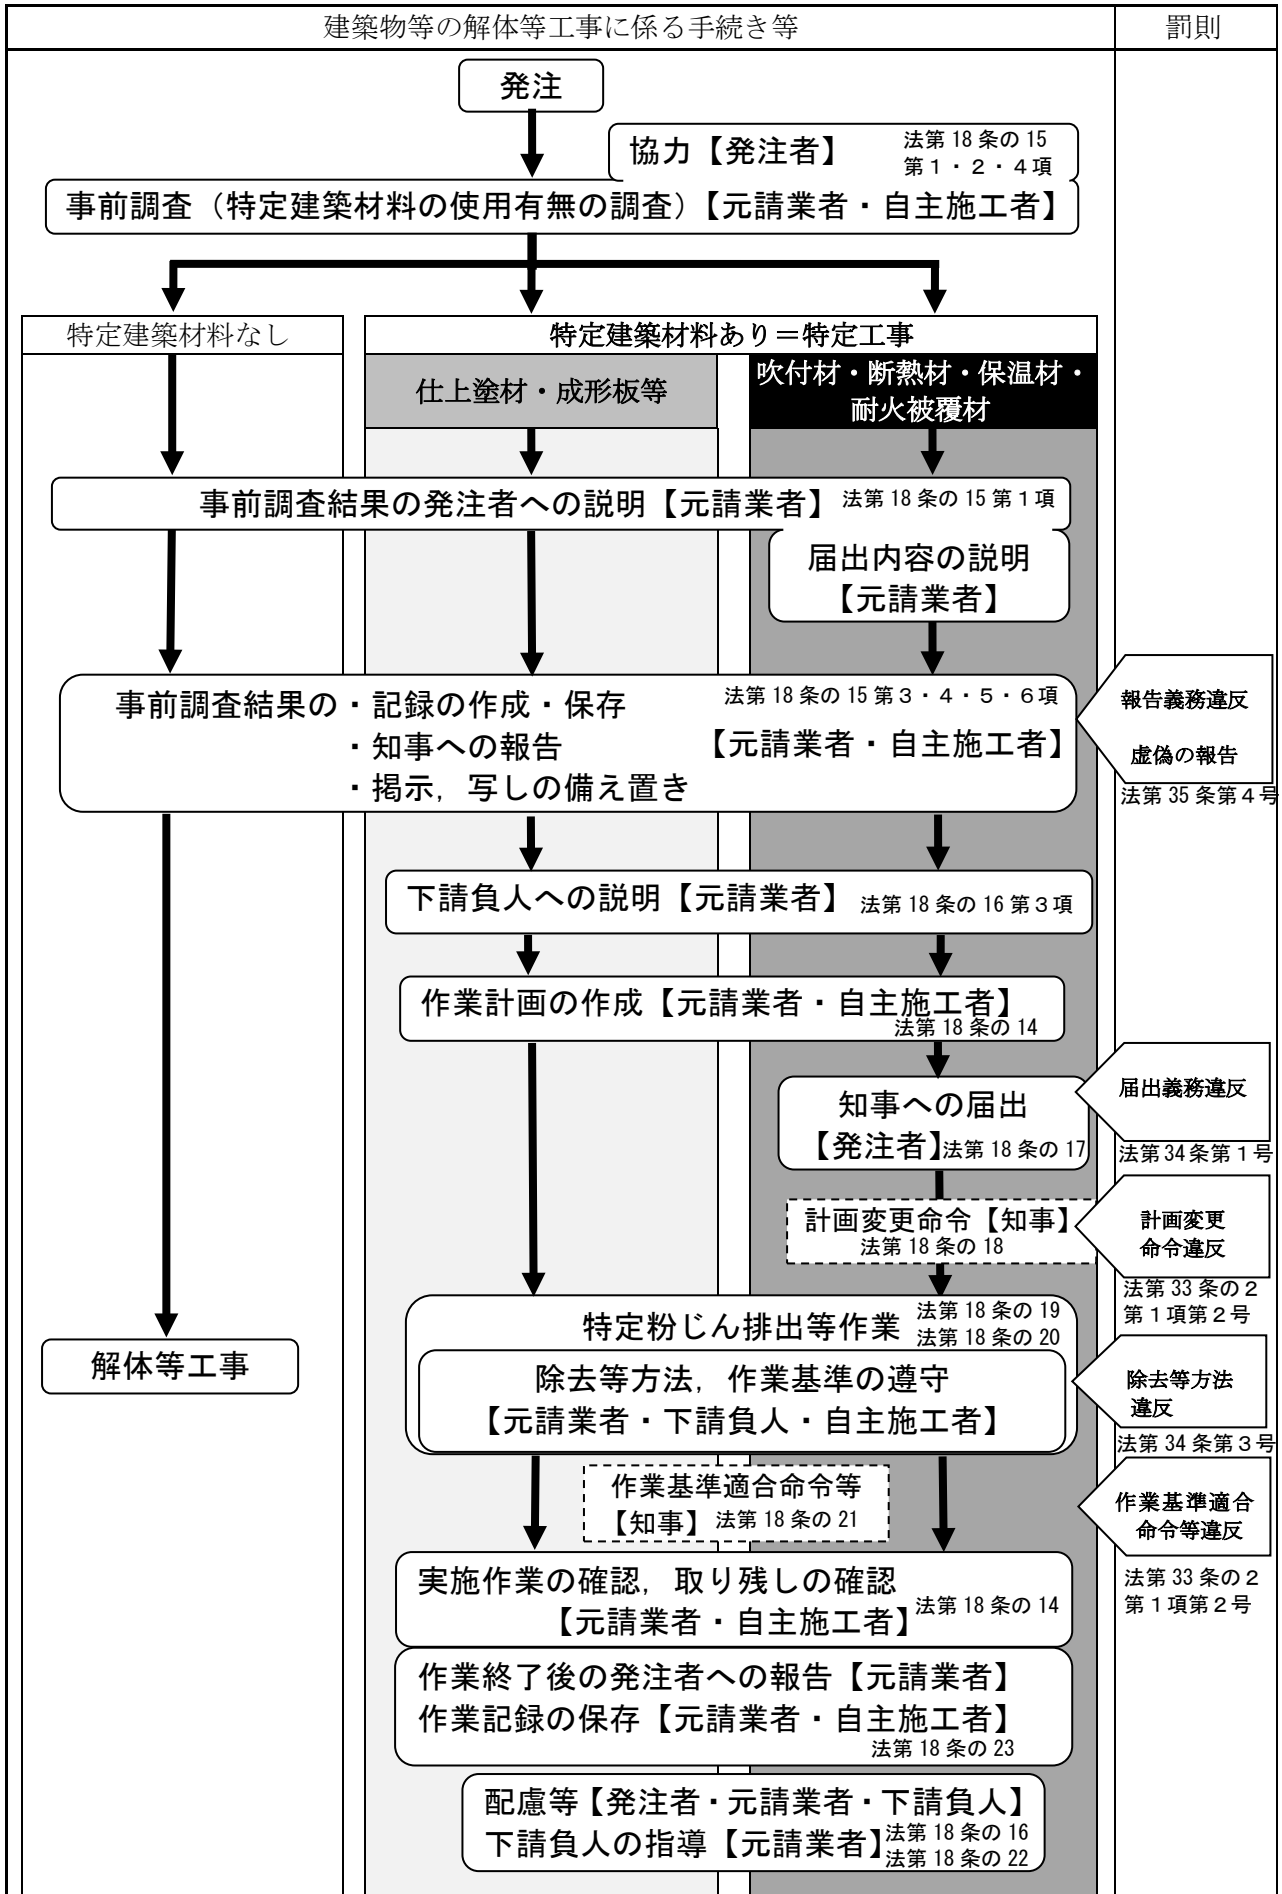 建築物等の解体等工事に係る手続き等
罰則
発注
協力【発注者】
法第18条の15
第1・2・4項
事前調査（特定建築材料の使用有無の調査）【元請業者・自主施工者】
特定建築材料なし
特定建築材料あり＝特定工事
仕上塗材・成形板等
吹付材・断熱材・保温材・
耐火被覆材
事前調査結果の発注者への説明【元請業者】 法第18条の15第1項
届出内容の説明
【元請業者】
事前調査結果の・記録の作成・保存
法第18条の15第3・4・5・6項
・知事への報告
【元請業者・自主施工者】
・掲示，写しの備え置き
報告義務違反
虚偽の報告
法第35条第4号
下請負人への説明【元請業者】 法第18条の16第3項
作業計画の作成【元請業者・自主施工者】
法第18条の14
知事への届出
【発注者】法第18条の17
届出義務違反
法第34条第1号
計画変更命令【知事】
法第18条の18
計画変更
命令違反
法第33条の2
第1項第2号
特定粉じん排出等作業
法第18条の19
法第18条の20
解体等工事
除去等方法，作業基準の遵守
【元請業者・下請負人・自主施工者】
除去等方法
違反
法第34条第3号
作業基準適合命令等
【知事】 法第18条の21
作業基準適合
命令等違反
法第33条の2
第1項第2号
実施作業の確認，取り残しの確認
【元請業者・自主施工者】
法第18条の14
作業終了後の発注者への報告【元請業者】
作業記録の保存【元請業者・自主施工者】
法第18条の23
配慮等【発注者・元請業者・下請負人】
下請負人の指導【元請業者】
法第18条の16
法第18条の22